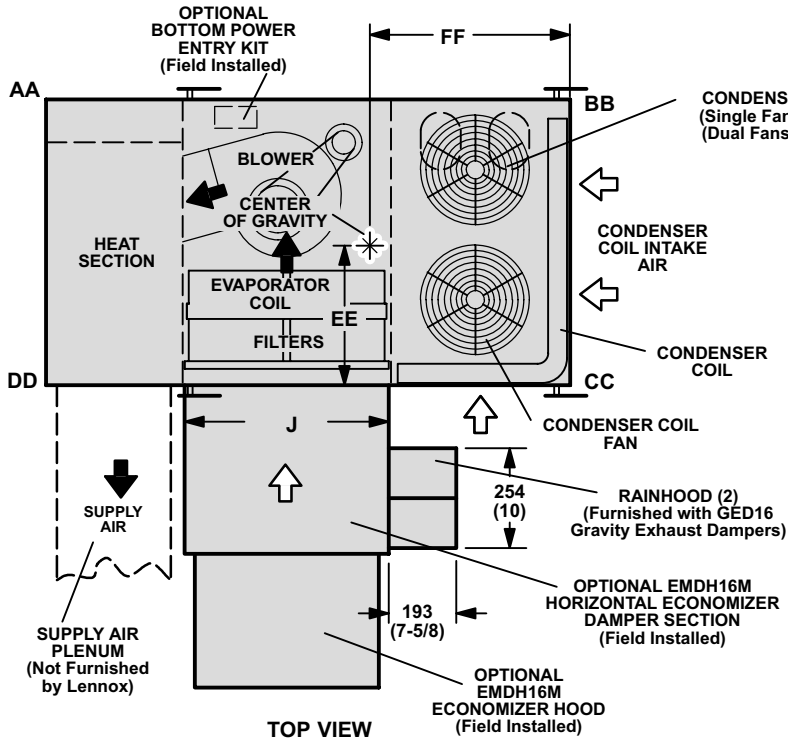 OPTIONAL
BOTTOM POWER
ENTRY KIT
(Field Installed)
FF
AA
BB
CONDENS
(Single Fan
(Dual Fans
BLOWER
CENTER
OF GRAVITY
HEAT
SECTION
CONDENSER
COIL INTAKE
AIR
EVAPORATOR
COIL
EE
FILTERS
CONDENSER
COIL
DD
CC
J
CONDENSER COIL
FAN
254
(10)
RAINHOOD (2)
(Furnished with GED16
Gravity Exhaust Dampers)
SUPPLY
AIR
193
(7-5/8)
OPTIONAL EMDH16M
HORIZONTAL ECONOMIZER
DAMPER SECTION
(Field Installed)
SUPPLY AIR
PLENUM
(Not Furnished
by Lennox)
OPTIONAL
EMDH16M
ECONOMIZER HOOD
(Field Installed)
TOP VIEW